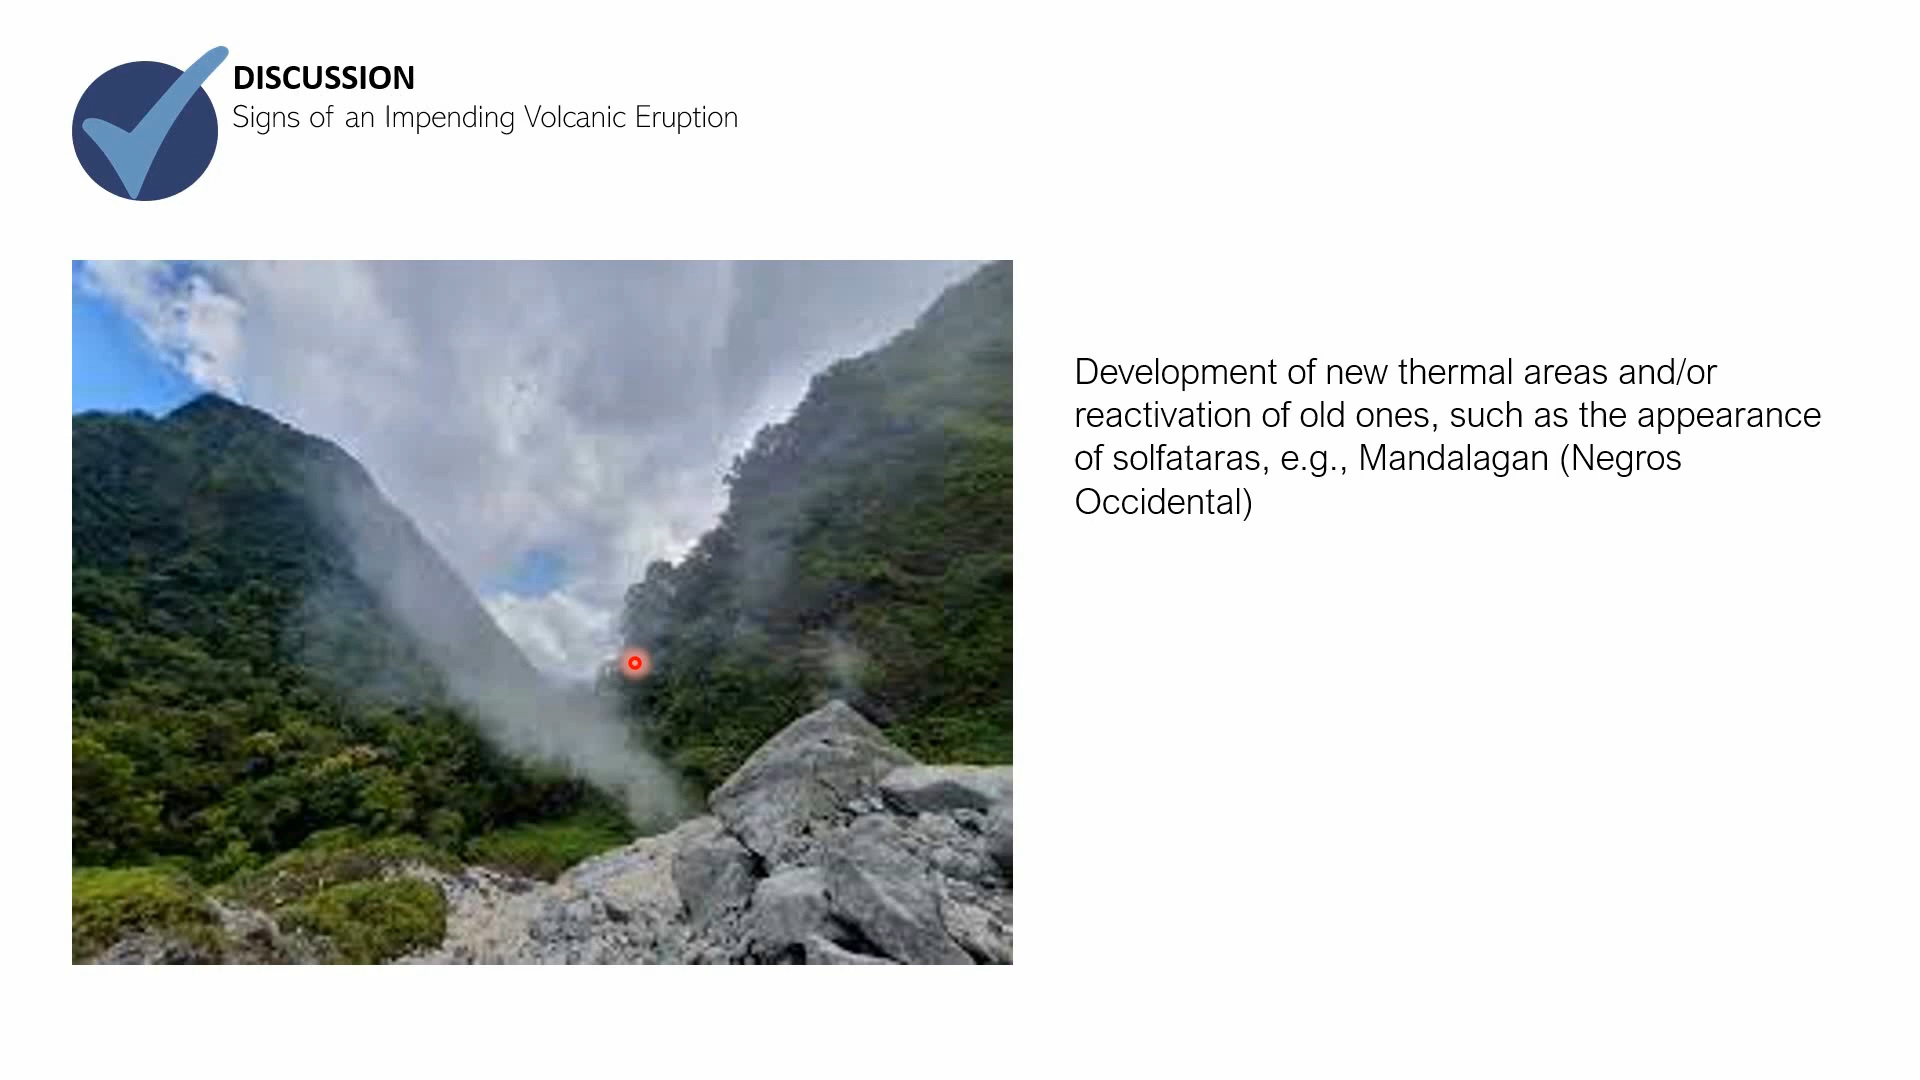 DISCUSSION
Signs of an Impending Volcanic Eruption
Development of new thermal areas and/or
reactivation of old ones, such as the appearance
of solfataras, e.g., Mandalagan (Negros
Occidental)